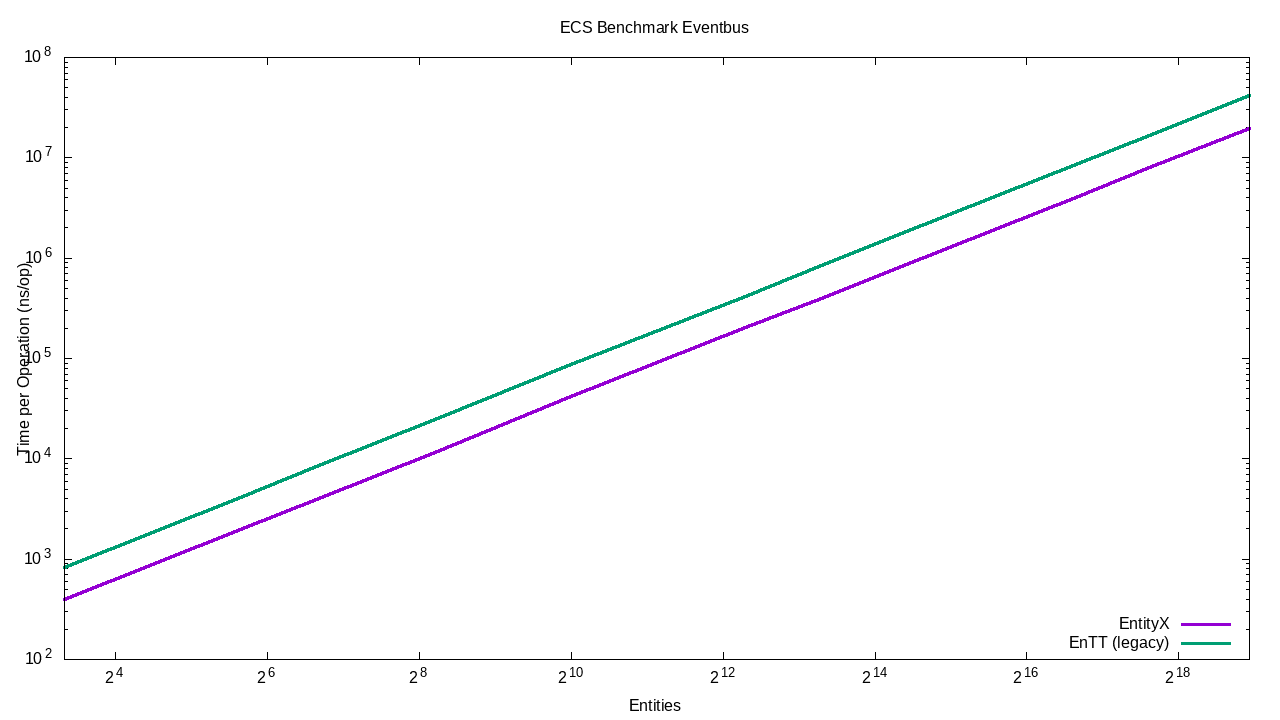 ECS Benchmark Eventbus
Time per Operation (ns/op)
10^8
10^7
10^6
10^5
10^4
10^3
10^2
EntityX
EnTT (legacy)
2^4 2^6 2^8 2^10 2^12 2^14 2^16 2^18
Entities